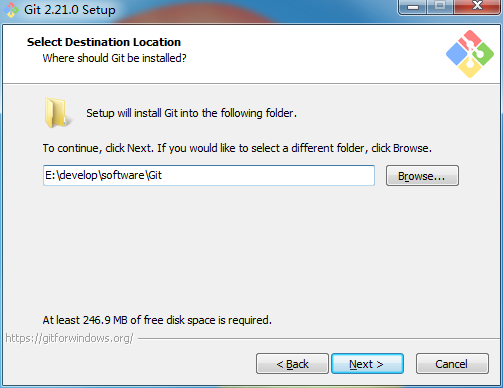 Git 2.21.0 Setup
Select Destination Location
Where should Git be installed?
Setup will install Git into the following folder.
To continue, click Next. If you would like to select a different folder, click Browse.
E:\develop\software\Git
Browse...
At least 246.9 MB of free disk space is required.
https://gitforwindows.org/
< Back
Next >
Cancel